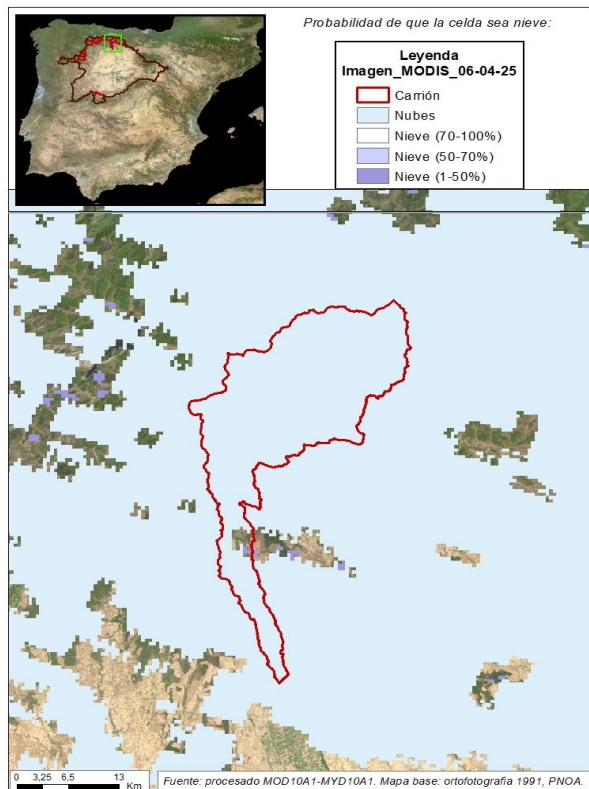 Probabilidad de que la celda sea nieve:
Leyenda
Imagen_MODIS_06-04-25
Carrión
Nubes
Nieve (70-100%)
Nieve (50-70%)
Nieve (1-50%)
0 3,25 6,5 13
Km
Fuente: procesado MOD10A1-MYD10A1. Mapa base: ortofotografía 1991, PNOA.